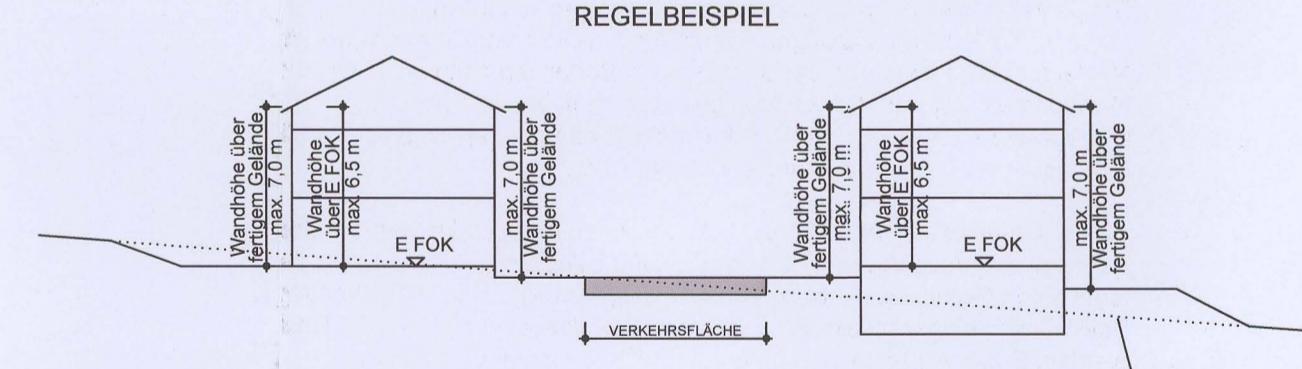 REGELBEISPIEL
Wandhöhe über
fertigem Gelände
max. 7,0 m
Wandhöhe
über E FOK
max. 6,5 m
E FOK
max. 7,0 m
Wandhöhe über
fertigem Gelände
VERKEHRSFLÄCHE
Wandhöhe über
fertigem Gelände
max. 7,0 m
Wandhöhe
über E FOK
max. 6,5 m
E FOK
max. 7,0 m
Wandhöhe über
fertigem Gelände